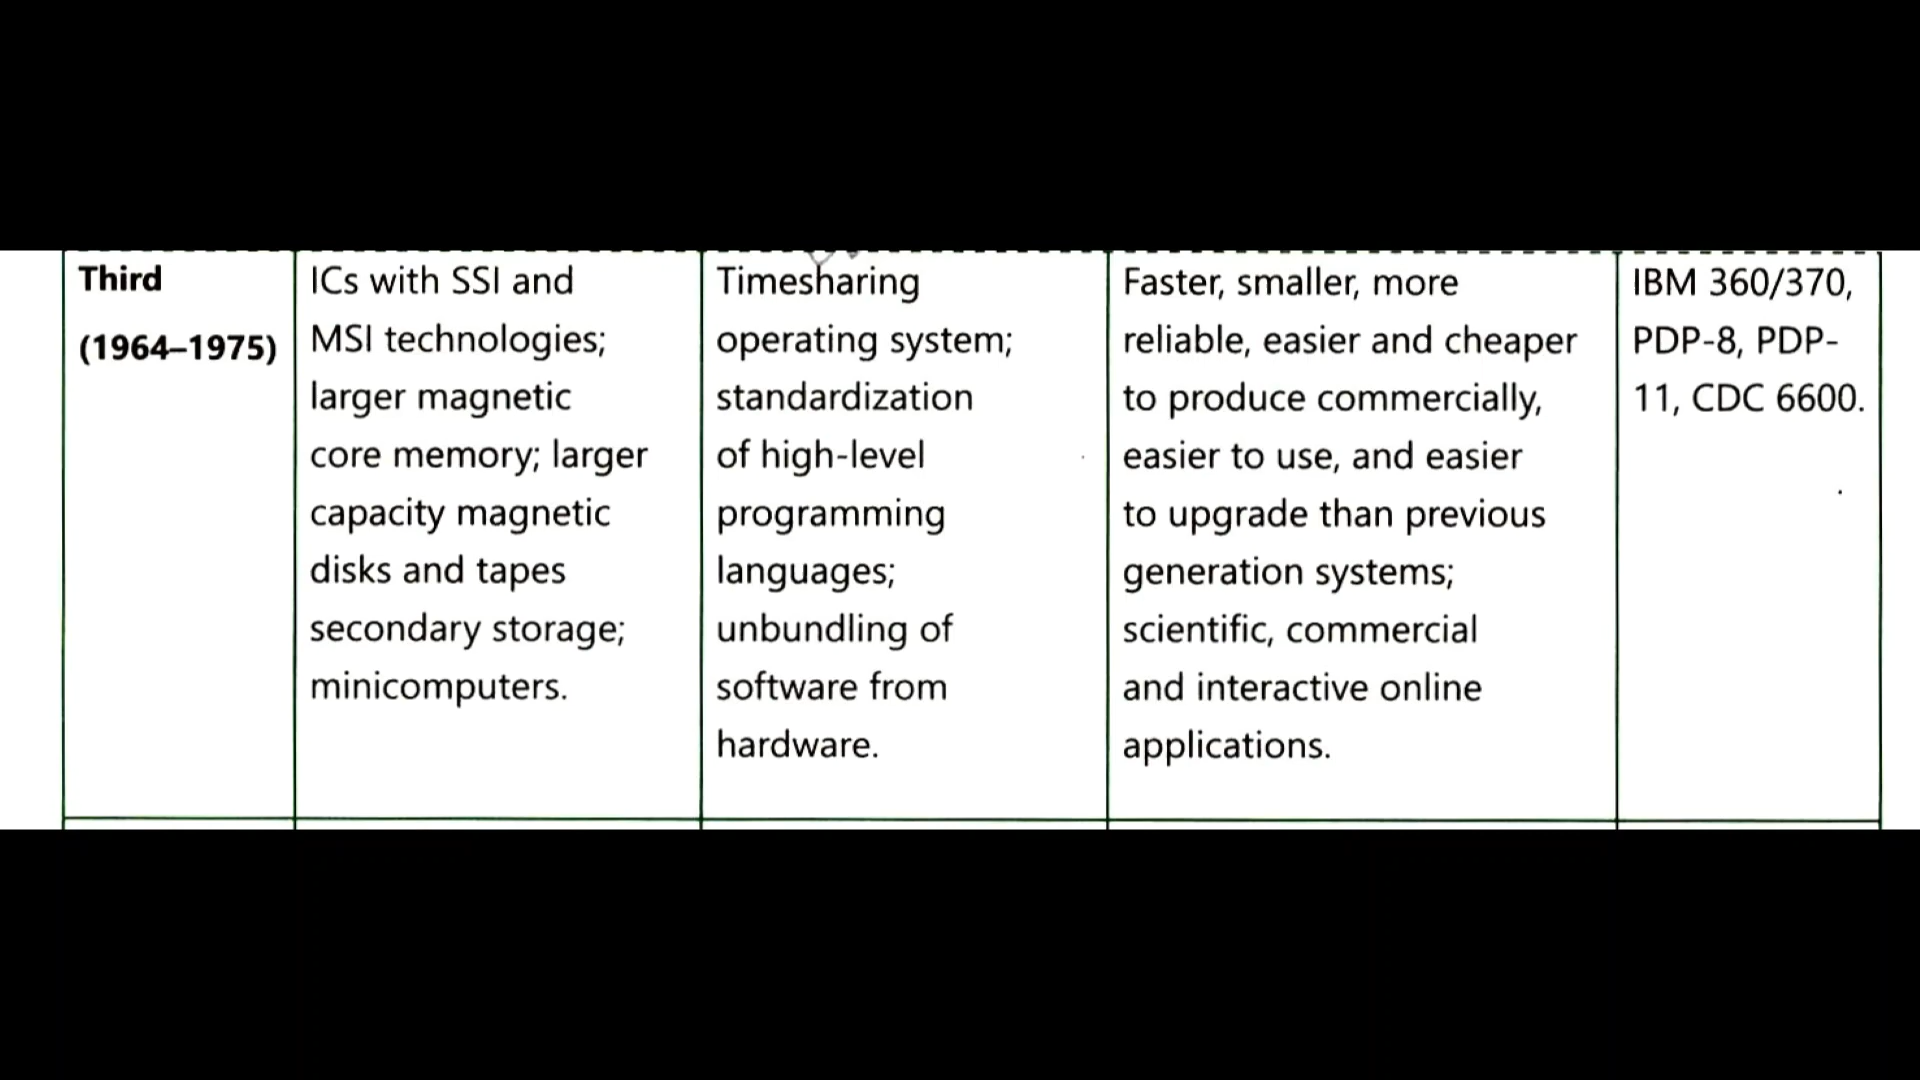 Third
(1964–1975)
ICs with SSI and
MSI technologies;
larger magnetic
core memory; larger
capacity magnetic
disks and tapes
secondary storage;
minicomputers.
Timesharing
operating system;
standardization
of high-level
programming
languages;
unbundling of
software from
hardware.
Faster, smaller, more
reliable, easier and cheaper
to produce commercially,
easier to use, and easier
to upgrade than previous
generation systems;
scientific, commercial
and interactive online
applications.
IBM 360/370,
PDP-8, PDP-
11, CDC 6600.